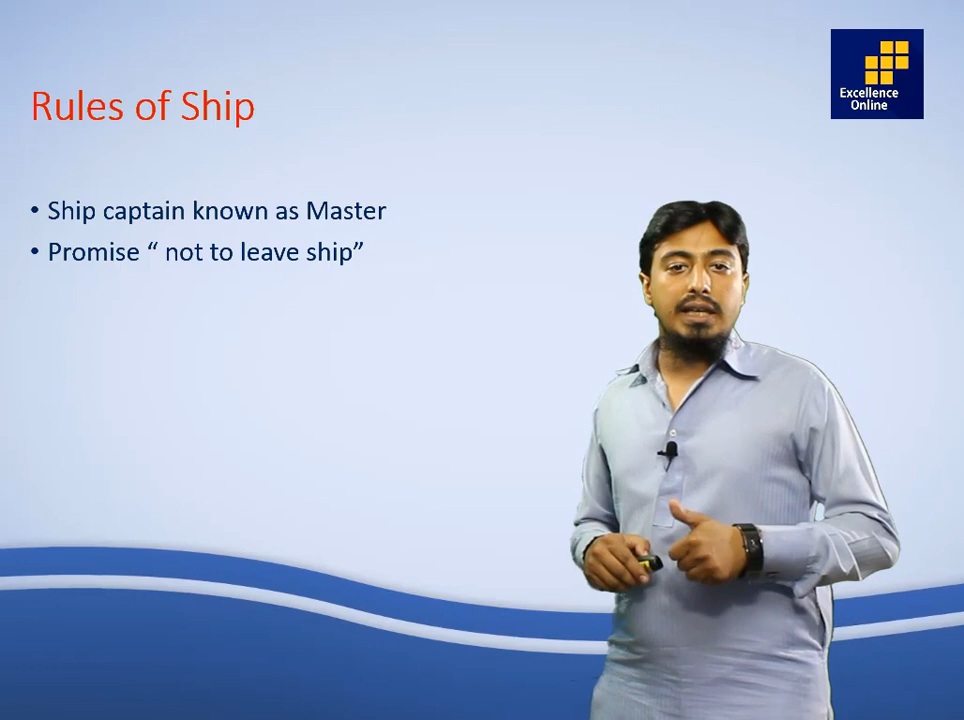 Excellence
Online
Rules of Ship
• Ship captain known as Master
• Promise “ not to leave ship”